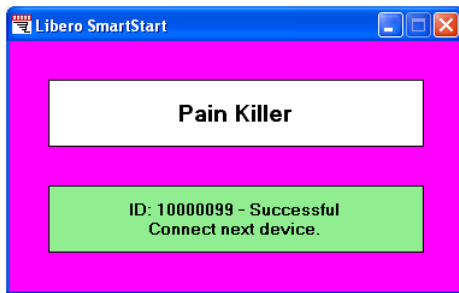 Libero SmartStart
Pain Killer
ID: 10000099 - Successful
Connect next device.